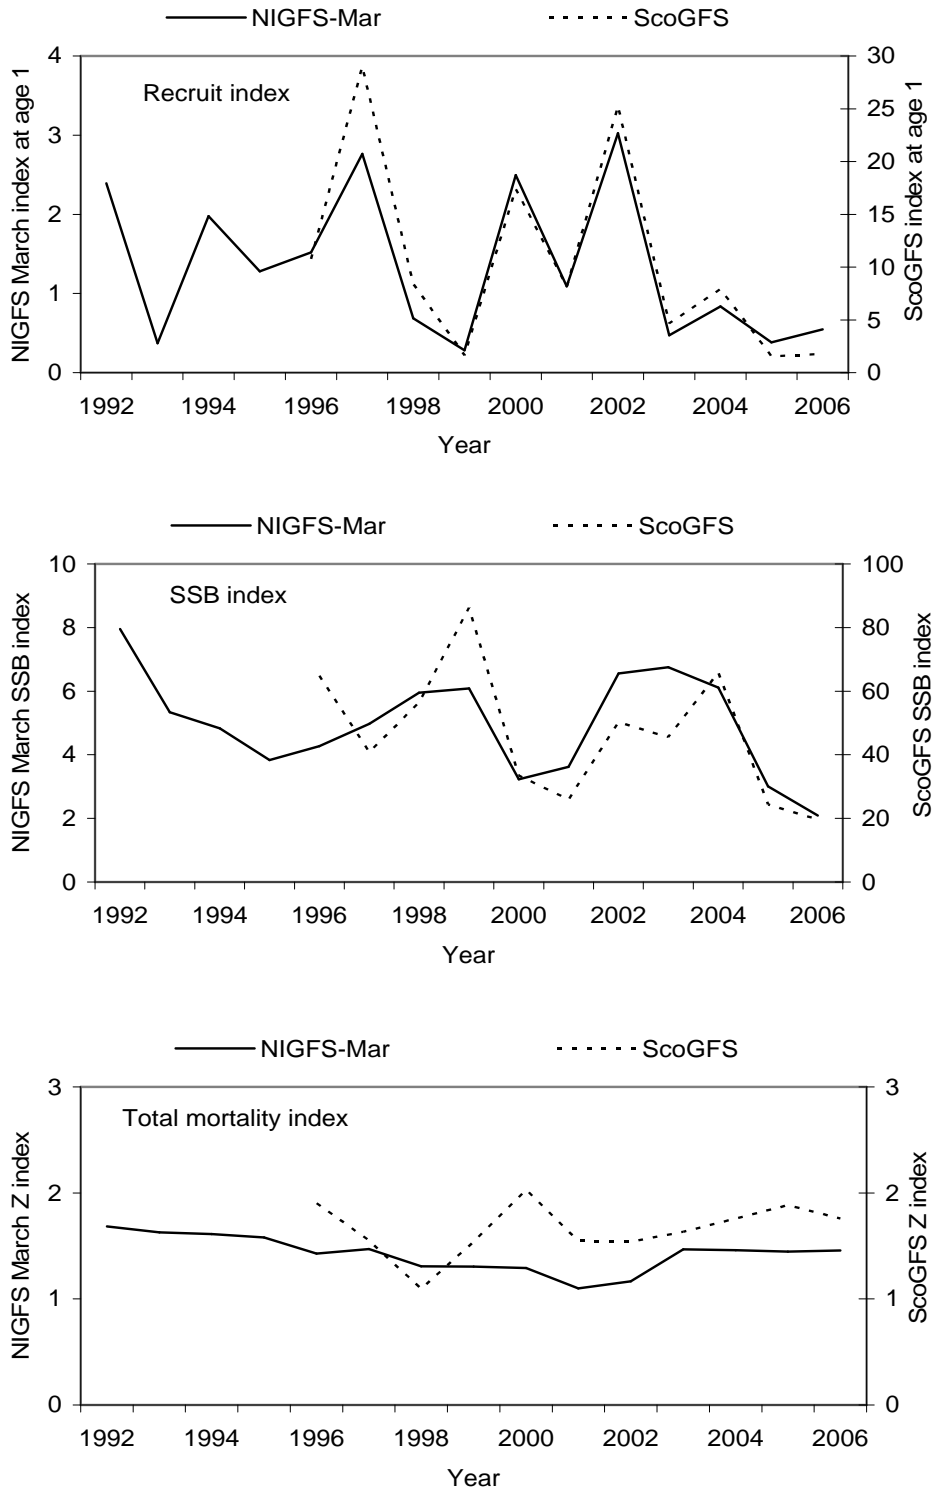 NIGFS-Mar ScoGFS
Recruit index
NIGFS March index at age 1
4
3
2
1
0
ScoGFS index at age 1
30
25
20
15
10
5
0
1992 1994 1996 1998 2000 2002 2004 2006
Year
NIGFS-Mar ScoGFS
SSB index
NIGFS March SSB index
10
8
6
4
2
0
ScoGFS SSB index
100
80
60
40
20
0
1992 1994 1996 1998 2000 2002 2004 2006
Year
NIGFS-Mar ScoGFS
Total mortality index
NIGFS March Z index
3
2
1
0
ScoGFS Z index
3
2
1
0
1992 1994 1996 1998 2000 2002 2004 2006
Year